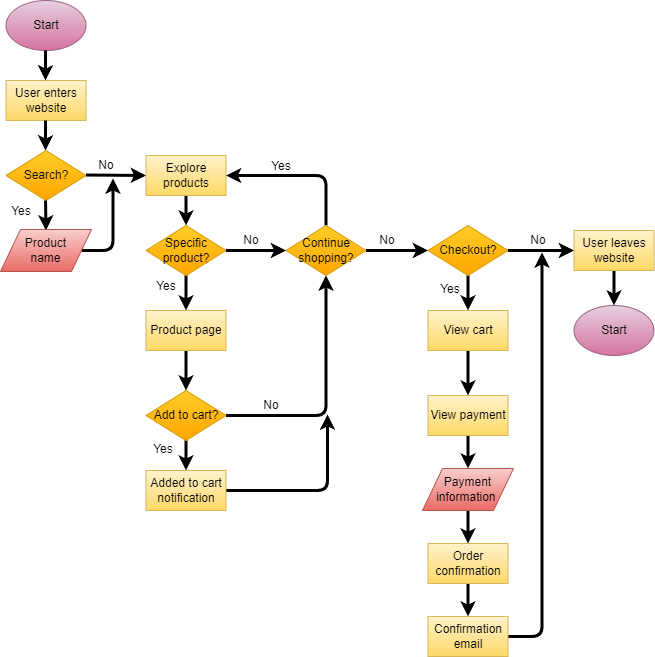 Start
User enters
website
Search?
No
Yes
Product
name
Explore
products
Yes
Specific
product?
No
Yes
Product page
Add to cart?
No
Yes
Added to cart
notification
Continue
shopping?
No
Checkout?
No
Yes
View cart
View payment
Payment
information
Order
confirmation
Confirmation
email
User leaves
website
Start